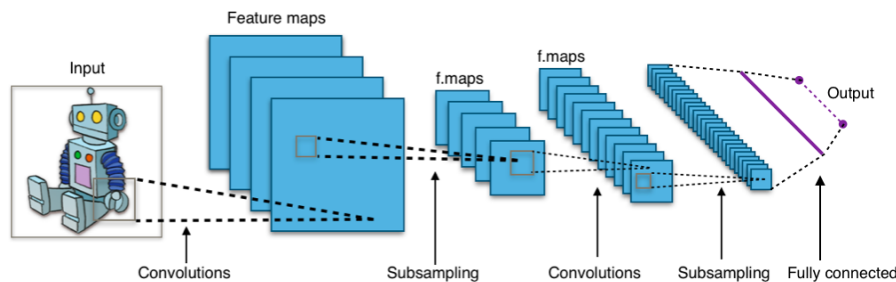 Feature maps
Input
f.maps
f.maps
Output
Convolutions
Subsampling
Convolutions
Subsampling
Fully connected